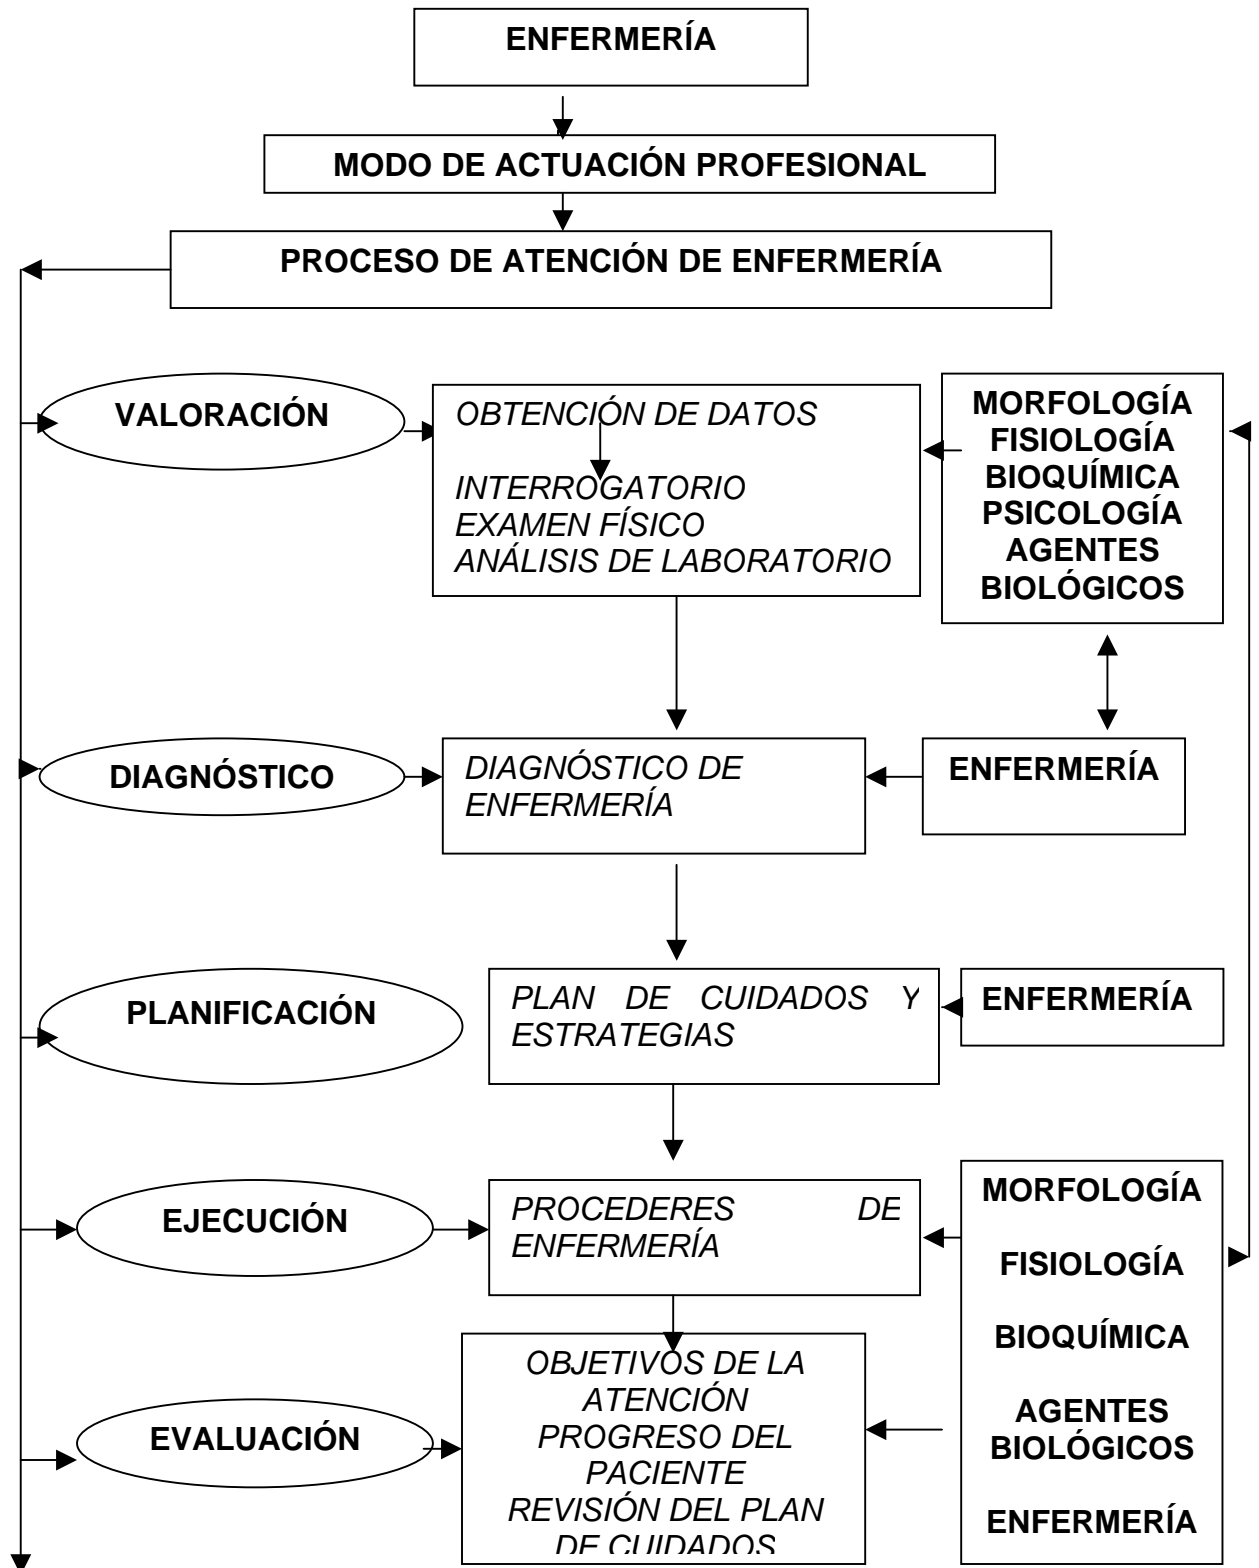 ENFERMERÍA
MODO DE ACTUACIÓN PROFESIONAL
PROCESO DE ATENCIÓN DE ENFERMERÍA
VALORACIÓN
OBTENCIÓN DE DATOS
INTERROGATORIO
EXAMEN FÍSICO
ANÁLISIS DE LABORATORIO
MORFOLOGÍA
FISIOLOGÍA
BIOQUÍMICA
PSICOLOGÍA
AGENTES
BIOLÓGICOS
DIAGNÓSTICO
DIAGNÓSTICO DE
ENFERMERÍA
ENFERMERÍA
PLANIFICACIÓN
PLAN DE CUIDADOS Y
ESTRATEGIAS
ENFERMERÍA
EJECUCIÓN
PROCEDERES DE
ENFERMERÍA
MORFOLOGÍA
FISIOLOGÍA
BIOQUÍMICA
AGENTES
BIOLÓGICOS
ENFERMERÍA
EVALUACIÓN
OBJETIVOS DE LA
ATENCIÓN
PROGRESO DEL
PACIENTE
REVISIÓN DEL PLAN
DE CUIDADOS